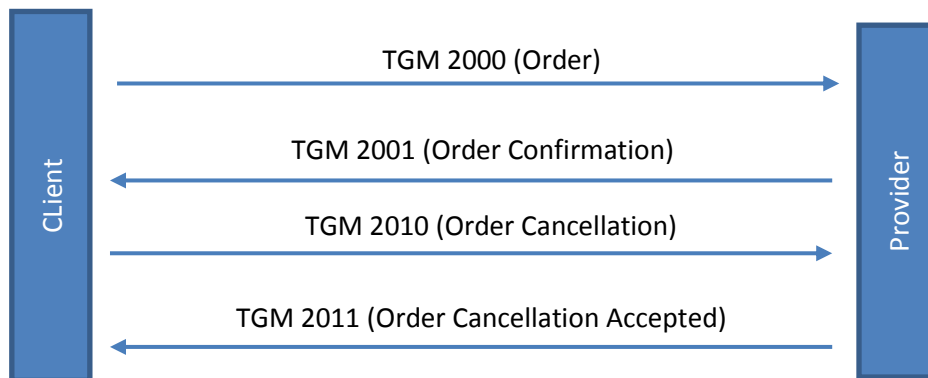 TGM 2000 (Order)
TGM 2001 (Order Confirmation)
CLient
Provider
TGM 2010 (Order Cancellation)
TGM 2011 (Order Cancellation Accepted)